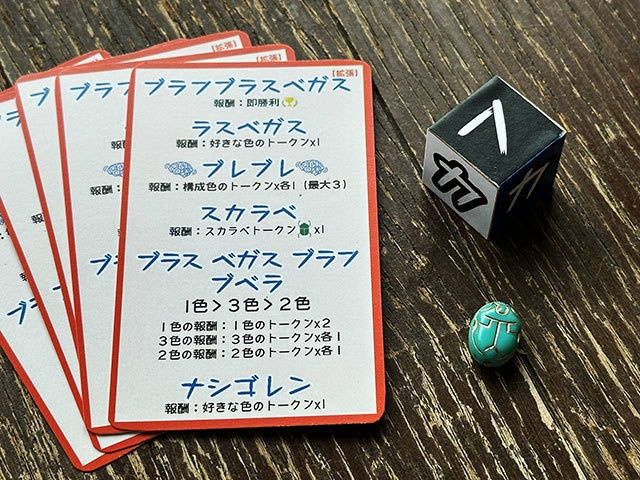 【拡張】
【拡張】
【拡張】
ブラフブラスベガス
報酬：即勝利
ラスベガス
報酬：好きな色のトークンx1
ブレブレ
報酬：構成色のトークンx各1（最大3）
スカラベ
報酬：スカラベトークン x1
ブラス ベガス ブラフ
ブベラ
1色＞3色＞2色
1色の報酬：1色のトークンx2
3色の報酬：3色のトークンx各1
2色の報酬：2色のトークンx各1
ナシゴレン
報酬：好きな色のトークンx1